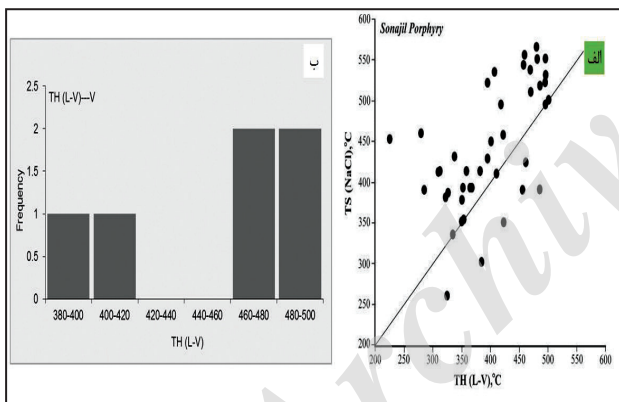 ب
TH (L-V)—V
2.5
2
1.5
1
0.5
0
Frequency
380-400 400-420 420-440 440-460 460-480 480-500
TH (L-V)
Sonajil Porphyry
الف
600
550
500
450
400
350
300
250
200
TS (NaCl),°C
200 250 300 350 400 450 500 550 600
TH (L-V),°C
Archiv